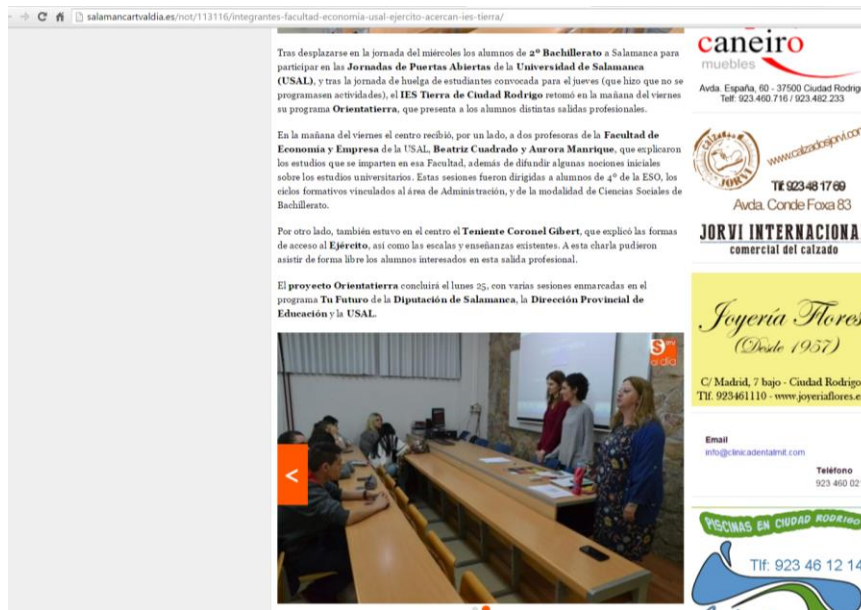 salamancartvaldia.es/not/113116/integrantes-facultad-economia-usal-ejercito-acercan-ies-tierra/
Tras desplazarse en la jornada del miércoles los alumnos de 2º Bachillerato a Salamanca para
participar en las Jornadas de Puertas Abiertas de la Universidad de Salamanca
(USAL), y tras la jornada de huelga de estudiantes convocada para el jueves (que hizo que no se
programasen actividades), el IES Tierra de Ciudad Rodrigo retomó en la mañana del viernes
su programa Orientatierra, que presenta a los alumnos distintas salidas profesionales.
En la mañana del viernes el centro recibió, por un lado, a dos profesoras de la Facultad de
Economía y Empresa de la USAL, Beatriz Cuadrado y Aurora Manrique, que explicaron
los estudios que se imparten en esa Facultad, además de difundir algunas nociones iniciales
sobre los estudios universitarios. Estas sesiones fueron dirigidas a alumnos de 4º de la ESO, los
ciclos formativos vinculados al área de Administración, y de la modalidad de Ciencias Sociales de
Bachillerato.
Por otro lado, también estuvo en el centro el Teniente Coronel Gibert, que explicó las formas
de acceso al Ejército, así como las escalas y enseñanzas existentes. A esta charla pudieron
asistir de forma libre los alumnos interesados en esta salida profesional.
El proyecto Orientatierra concluirá el lunes 25, con varias sesiones enmarcadas en el
programa Tu Futuro de la Diputación de Salamanca, la Dirección Provincial de
Educación y la USAL.
caneiro
muebles
Avda. España, 60 - 37500 Ciudad Rodrig
Telf: 923.460.716 / 923.482.233
www.calzadosjorvi.com
JORVI
Tlf: 923 48 17 69
Avda. Conde Foxa 83
JORVI INTERNACIONA
comercial del calzado
Joyería Flores
(Desde 1957)
C/ Madrid, 7 bajo - Ciudad Rodrigo
Tlf. 923461110 - www.joyeriaflores.e
Email
info@clinicadentalmit.com
Teléfono
923 460 02
PISCINAS EN CIUDAD RODRIGO
Tlf: 923 46 12 14
S
al día
<